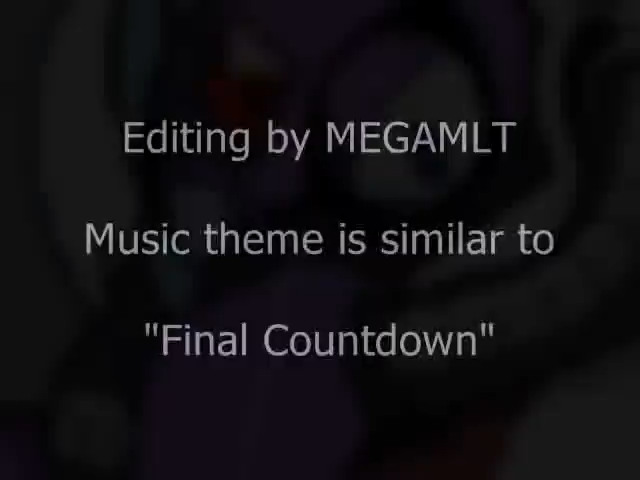 Editing by MEGAMLT
Music theme is similar to
"Final Countdown"